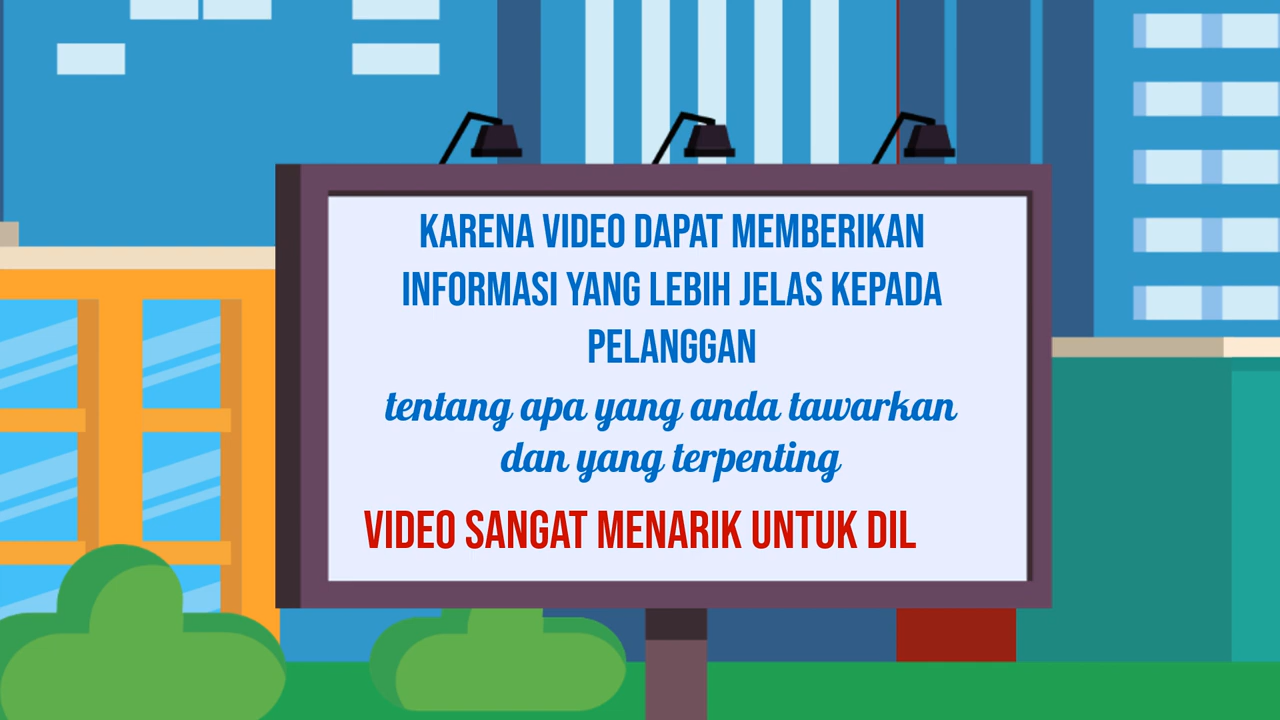 KARENA VIDEO DAPAT MEMBERIKAN
INFORMASI YANG LEBIH JELAS KEPADA
PELANGGAN
tentang apa yang anda tawarkan
dan yang terpenting
VIDEO SANGAT MENARIK UNTUK DIL